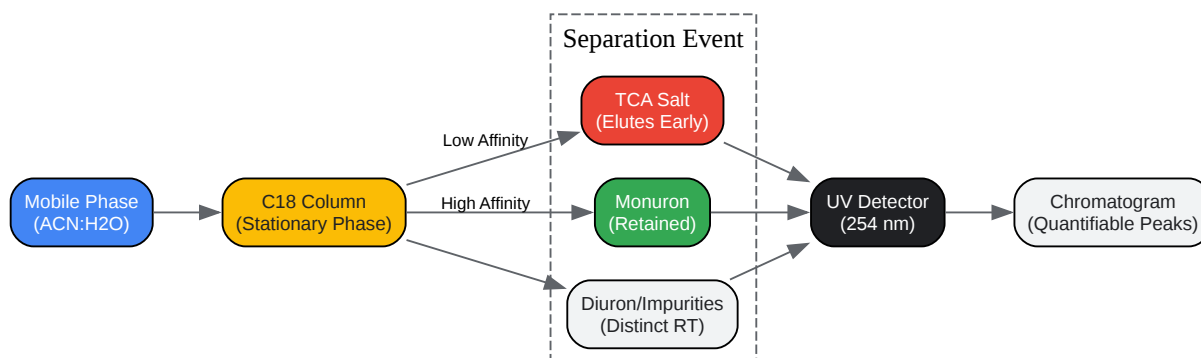 Separation Event
TCA Salt
(Elutes Early)
Low Affinity
Mobile Phase
(ACN:H2O)
C18 Column
(Stationary Phase)
High Affinity
Monuron
(Retained)
UV Detector
(254 nm)
Chromatogram
(Quantifiable Peaks)
Diuron/Impurities
(Distinct RT)